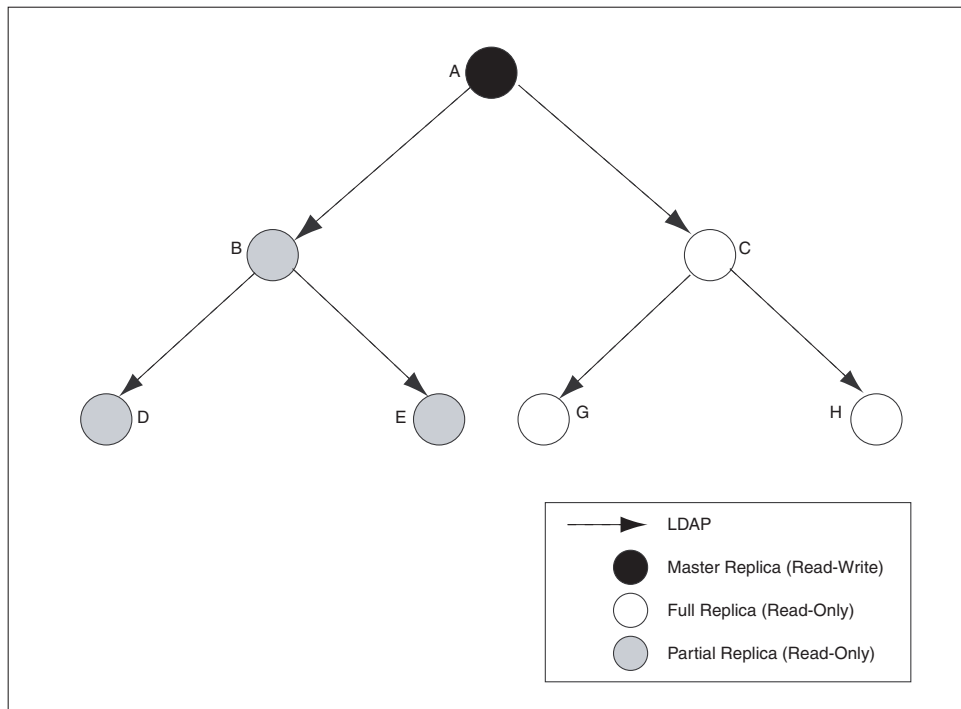 A
B
C
D
E
G
H
LDAP
Master Replica (Read-Write)
Full Replica (Read-Only)
Partial Replica (Read-Only)